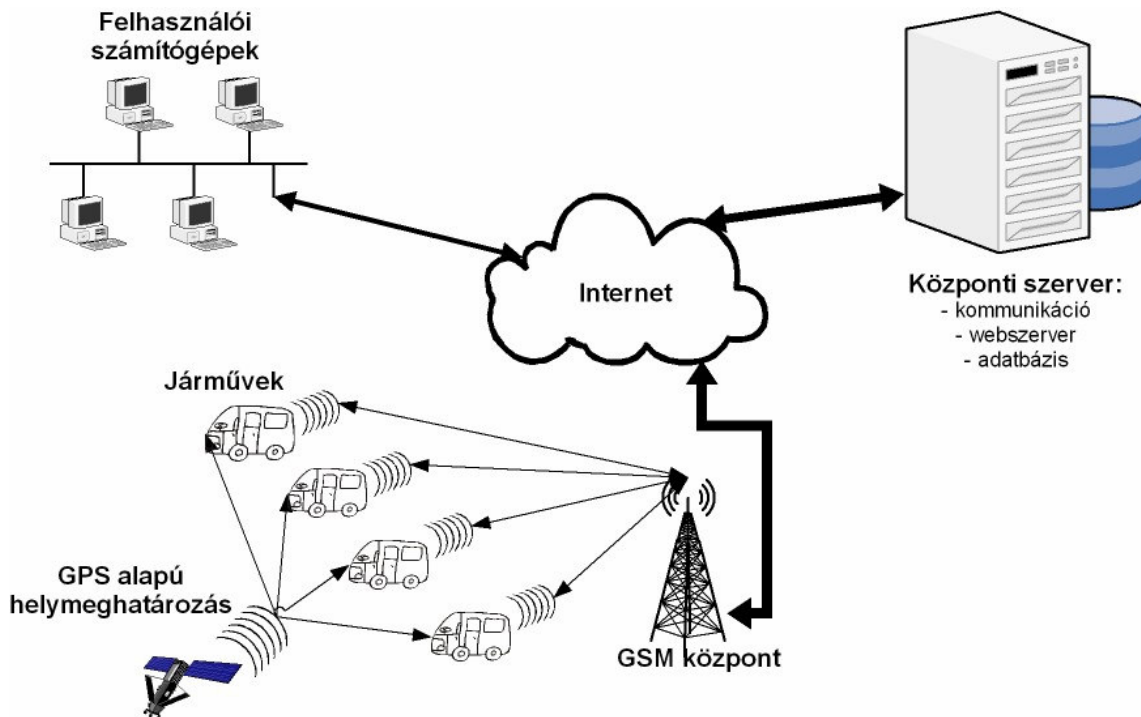 Felhasználói
számítógépek
Internet
Központi szerver:
- kommunikáció
- webszerver
- adatbázis
Járművek
GPS alapú
helymeghatározás
GSM központ